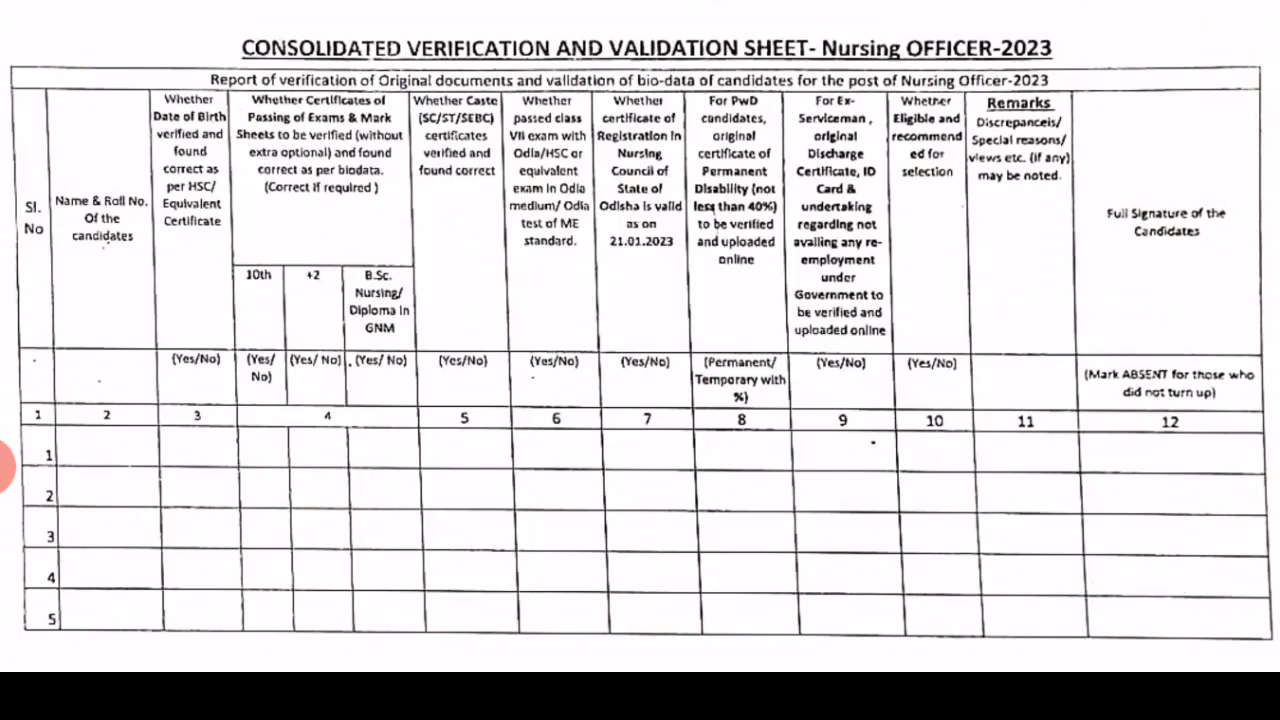 CONSOLIDATED VERIFICATION AND VALIDATION SHEET- Nursing OFFICER-2023
Report of verification of Original documents and validation of bio-data of candidates for the post of Nursing Officer-2023
Sl.
No
Name & Roll No.
Of the
candidates
Whether
Date of Birth
verified and
found
correct as
per HSC/
Equivalent
Certificate
Whether Certificates of
Passing of Exams & Mark
Sheets to be verified (without
extra optional) and found
correct as per biodata.
(Correct if required )
10th
+2
B.Sc.
Nursing/
Diploma in
GNM
Whether Caste
(SC/ST/SEBC)
certificates
verified and
found correct
Whether
passed class
VII exam with
Odia/HSC or
equivalent
exam in Odia
medium/ Odia
test of ME
standard.
Whether
certificate of
Registration in
Nursing
Council of
State of
Odisha is valid
as on
21.01.2023
For PwD
candidates,
original
certificate of
Permanent
Disability (not
less than 40%)
to be verified
and uploaded
online
For Ex-
Serviceman ,
original
Discharge
Certificate, ID
Card &
undertaking
regarding not
availing any re-
employment
under
Government to
be verified and
uploaded online
Whether
Eligible and
recommend
ed for
selection
Remarks
Discrepanceis/
Special reasons/
views etc. (if any)
may be noted.
Full Signature of the
Candidates
(Yes/No)
(Yes/
No)
(Yes/ No)
(Yes/ No)
(Yes/No)
(Yes/No)
(Yes/No)
(Permanent/
Temporary with
%)
(Yes/No)
(Yes/No)
(Mark ABSENT for those who
did not turn up)
1 2 3 4 5 6 7 8 9 10 11 12
1
2
3
4
5